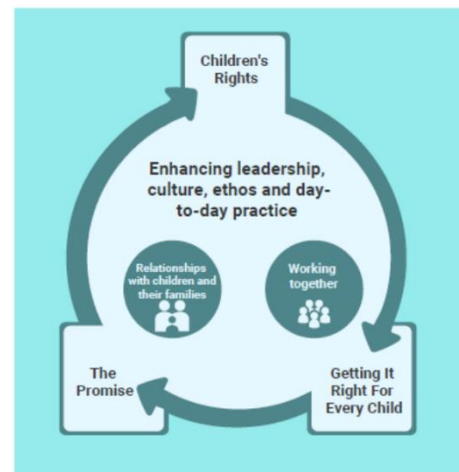 Children's
Rights
Enhancing leadership,
culture, ethos and day-
to-day practice
Relationships
with children and
their families
Working
together
The
Promise
Getting It
Right For
Every Child